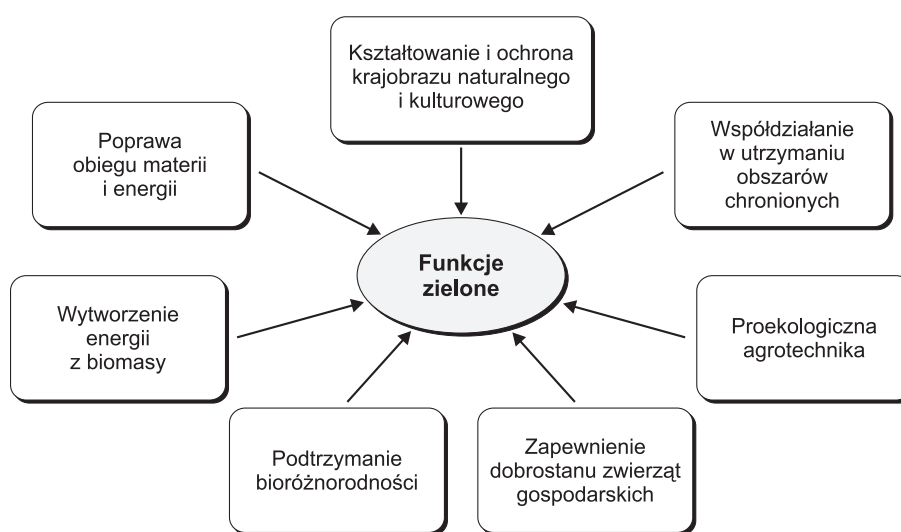 Kształtowanie i ochrona
krajobrazu naturalnego
i kulturowego
Poprawa
obiegu materii
i energii
Współdziałanie
w utrzymaniu
obszarów
chronionych
Funkcje
zielone
Wytworzenie
energii
z biomasy
Proekologiczna
agrotechnika
Podtrzymanie
bioróżnorodności
Zapewnienie
dobrostanu zwierząt
gospodarskich